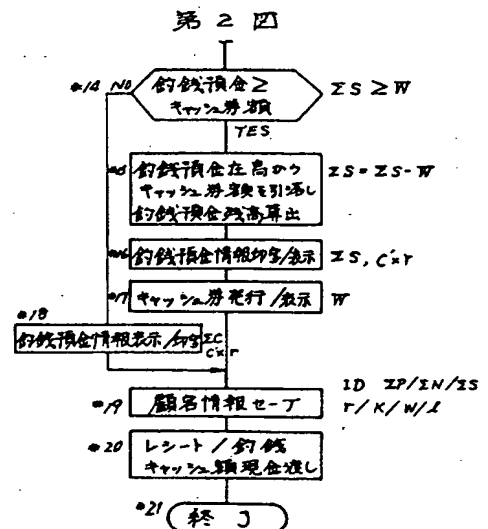 第2図
#14 NO 釣銭預金≥
キャッシュ券額
ΣS ≥ W
YES
釣銭預金在高から
キャッシュ券額を引落し
釣銭預金残高算出
ΣS = ΣS - W
#16 釣銭預金情報印字/表示
ΣS, C×r
#17 キャッシュ券発行/表示
W
#18
釣銭預金情報表示/印字
ΣC
C×r
#19 顧客情報セーブ
ID ΣP/ΣN/ΣS
r/K/W/l
#20 レシート/釣銭
キャッシュ額現金渡し
#21 終了